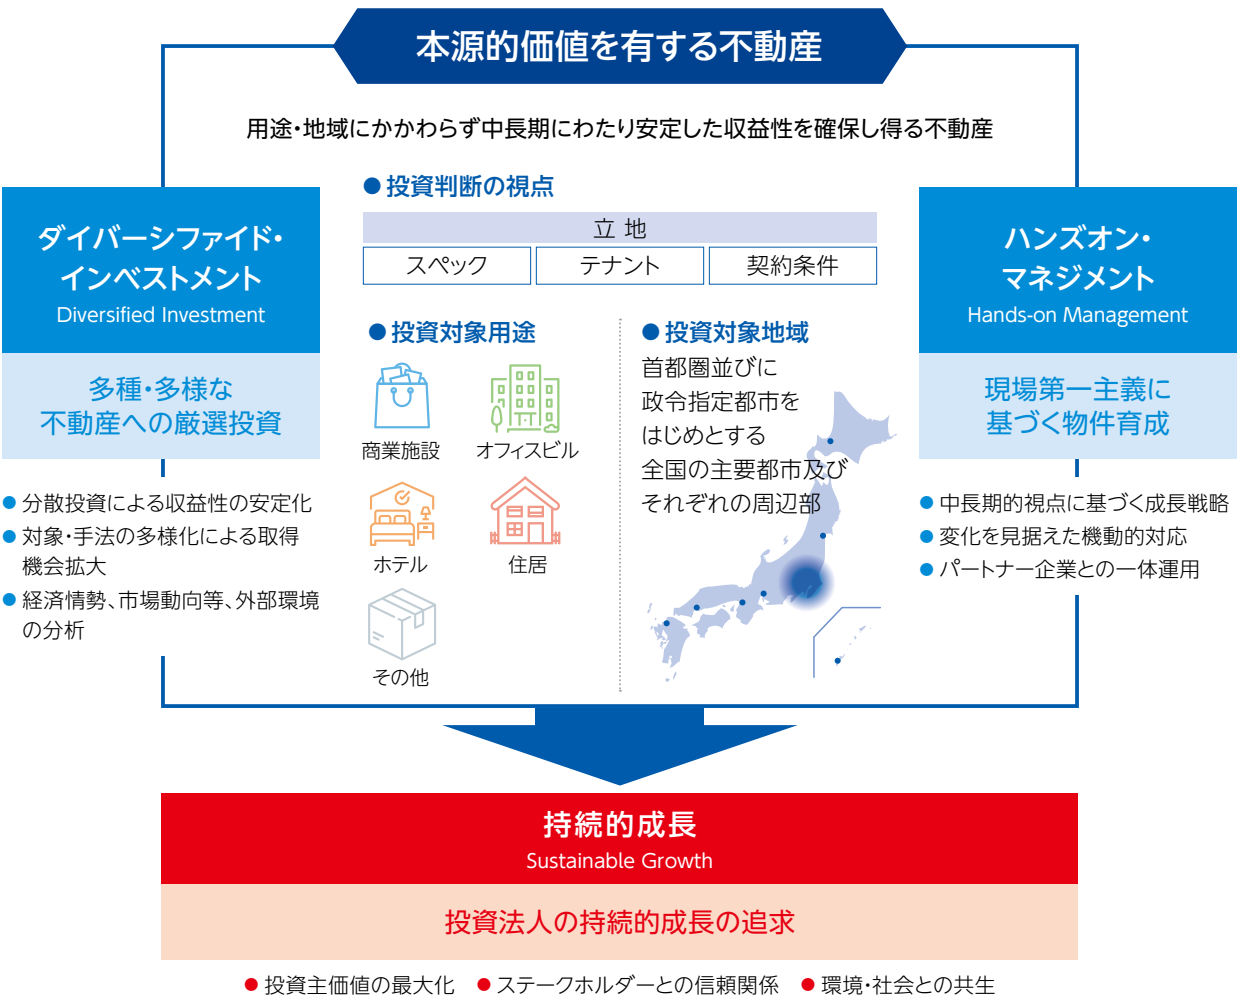 本源的価値を有する不動産
用途・地域にかかわらず中長期にわたり安定した収益性を確保し得る不動産
ダイバーシファイド・
インベストメント
Diversified Investment
多種・多様な
不動産への厳選投資
● 分散投資による収益性の安定化
● 対象・手法の多様化による取得
機会拡大
● 経済情勢、市場動向等、外部環境
の分析
● 投資判断の視点
立 地
スペック
テナント
契約条件
● 投資対象用途
商業施設
オフィスビル
ホテル
住居
その他
● 投資対象地域
首都圏並びに
政令指定都市を
はじめとする
全国の主要都市及び
それぞれの周辺部
ハンズオン・
マネジメント
Hands-on Management
現場第一主義に
基づく物件育成
● 中長期的視点に基づく成長戦略
● 変化を見据えた機動的対応
● パートナー企業との一体運用
持続的成長
Sustainable Growth
投資法人の持続的成長の追求
● 投資主価値の最大化 ● ステークホルダーとの信頼関係 ● 環境・社会との共生